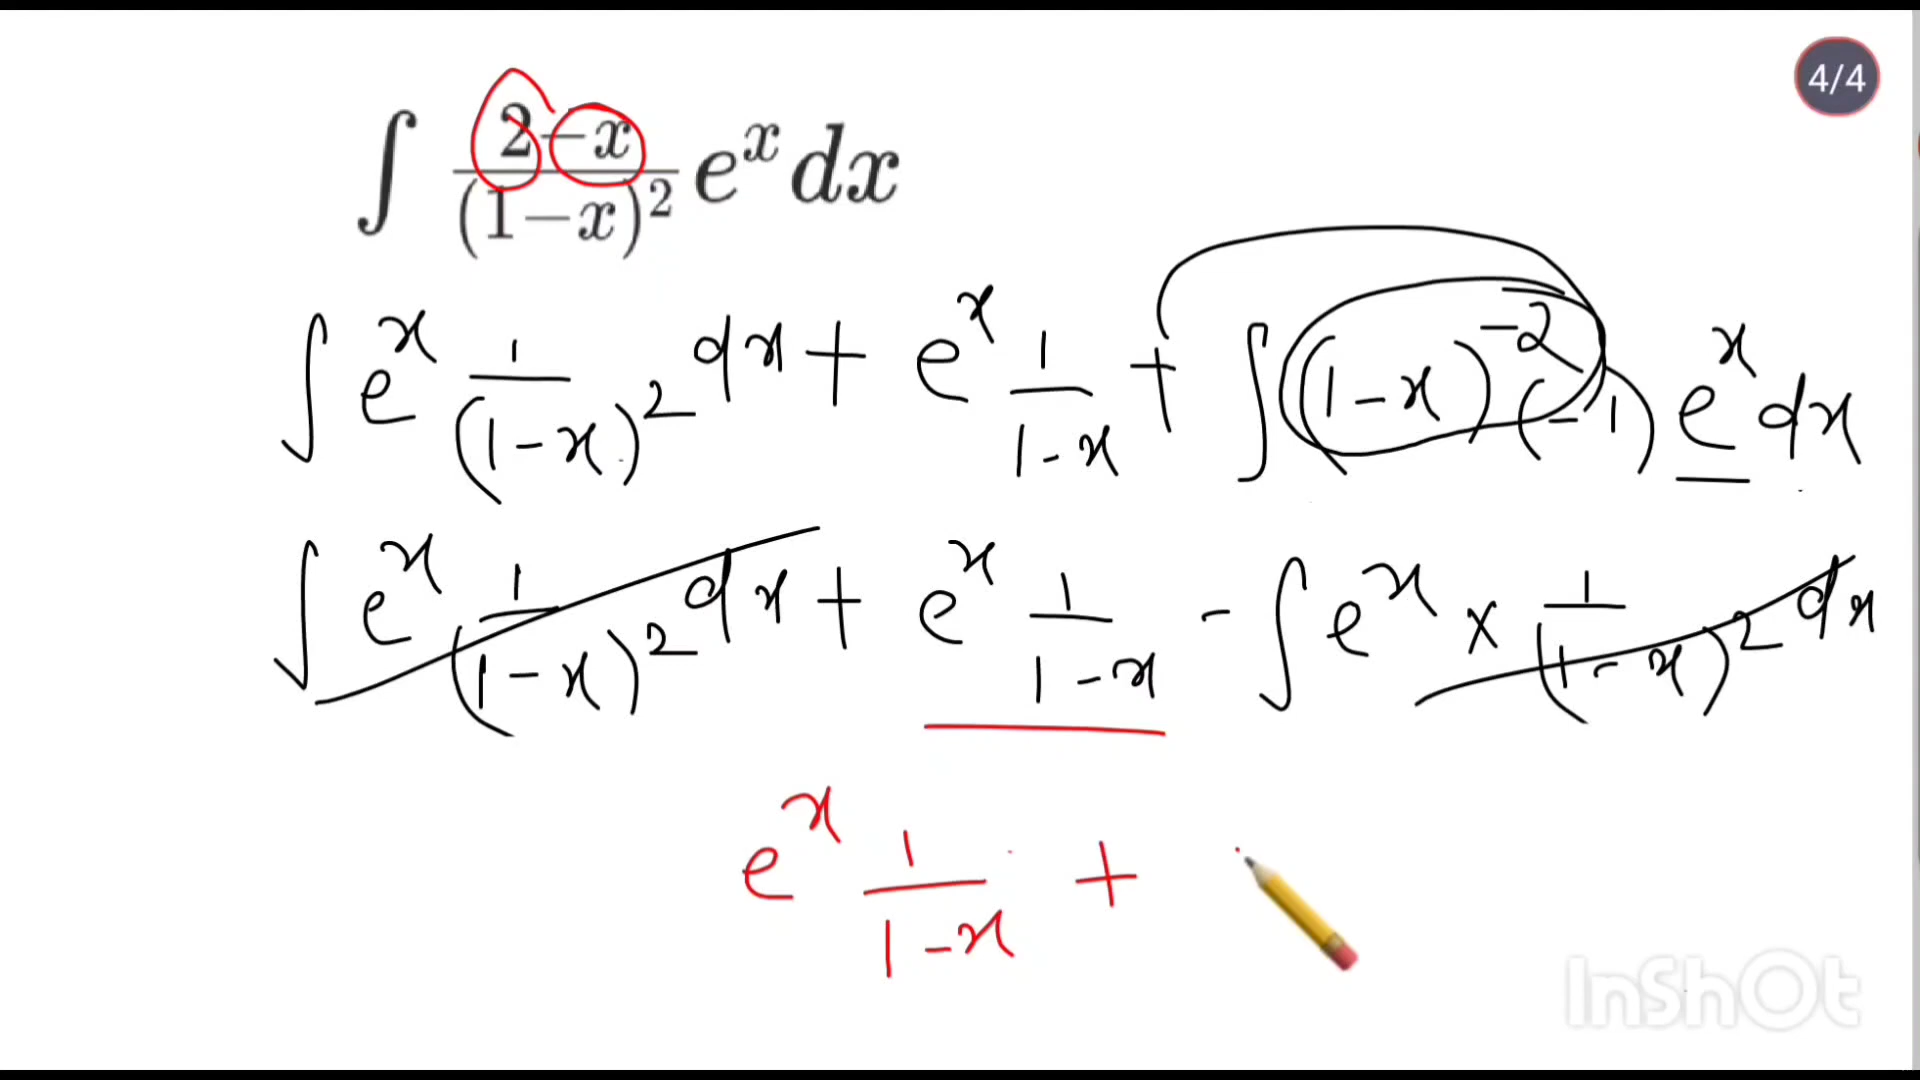 4/4
∫ (2−x)/(1−x)² eˣ dx
∫ eˣ 1/(1-x)² dx + eˣ 1/(1-x) + ∫ (1-x)⁻² (-1) eˣ dx
∫ eˣ 1/(1-x)² dx + eˣ 1/(1-x) - ∫ eˣ × 1/(1-x)² dx
eˣ 1/(1-x) +
InShOt